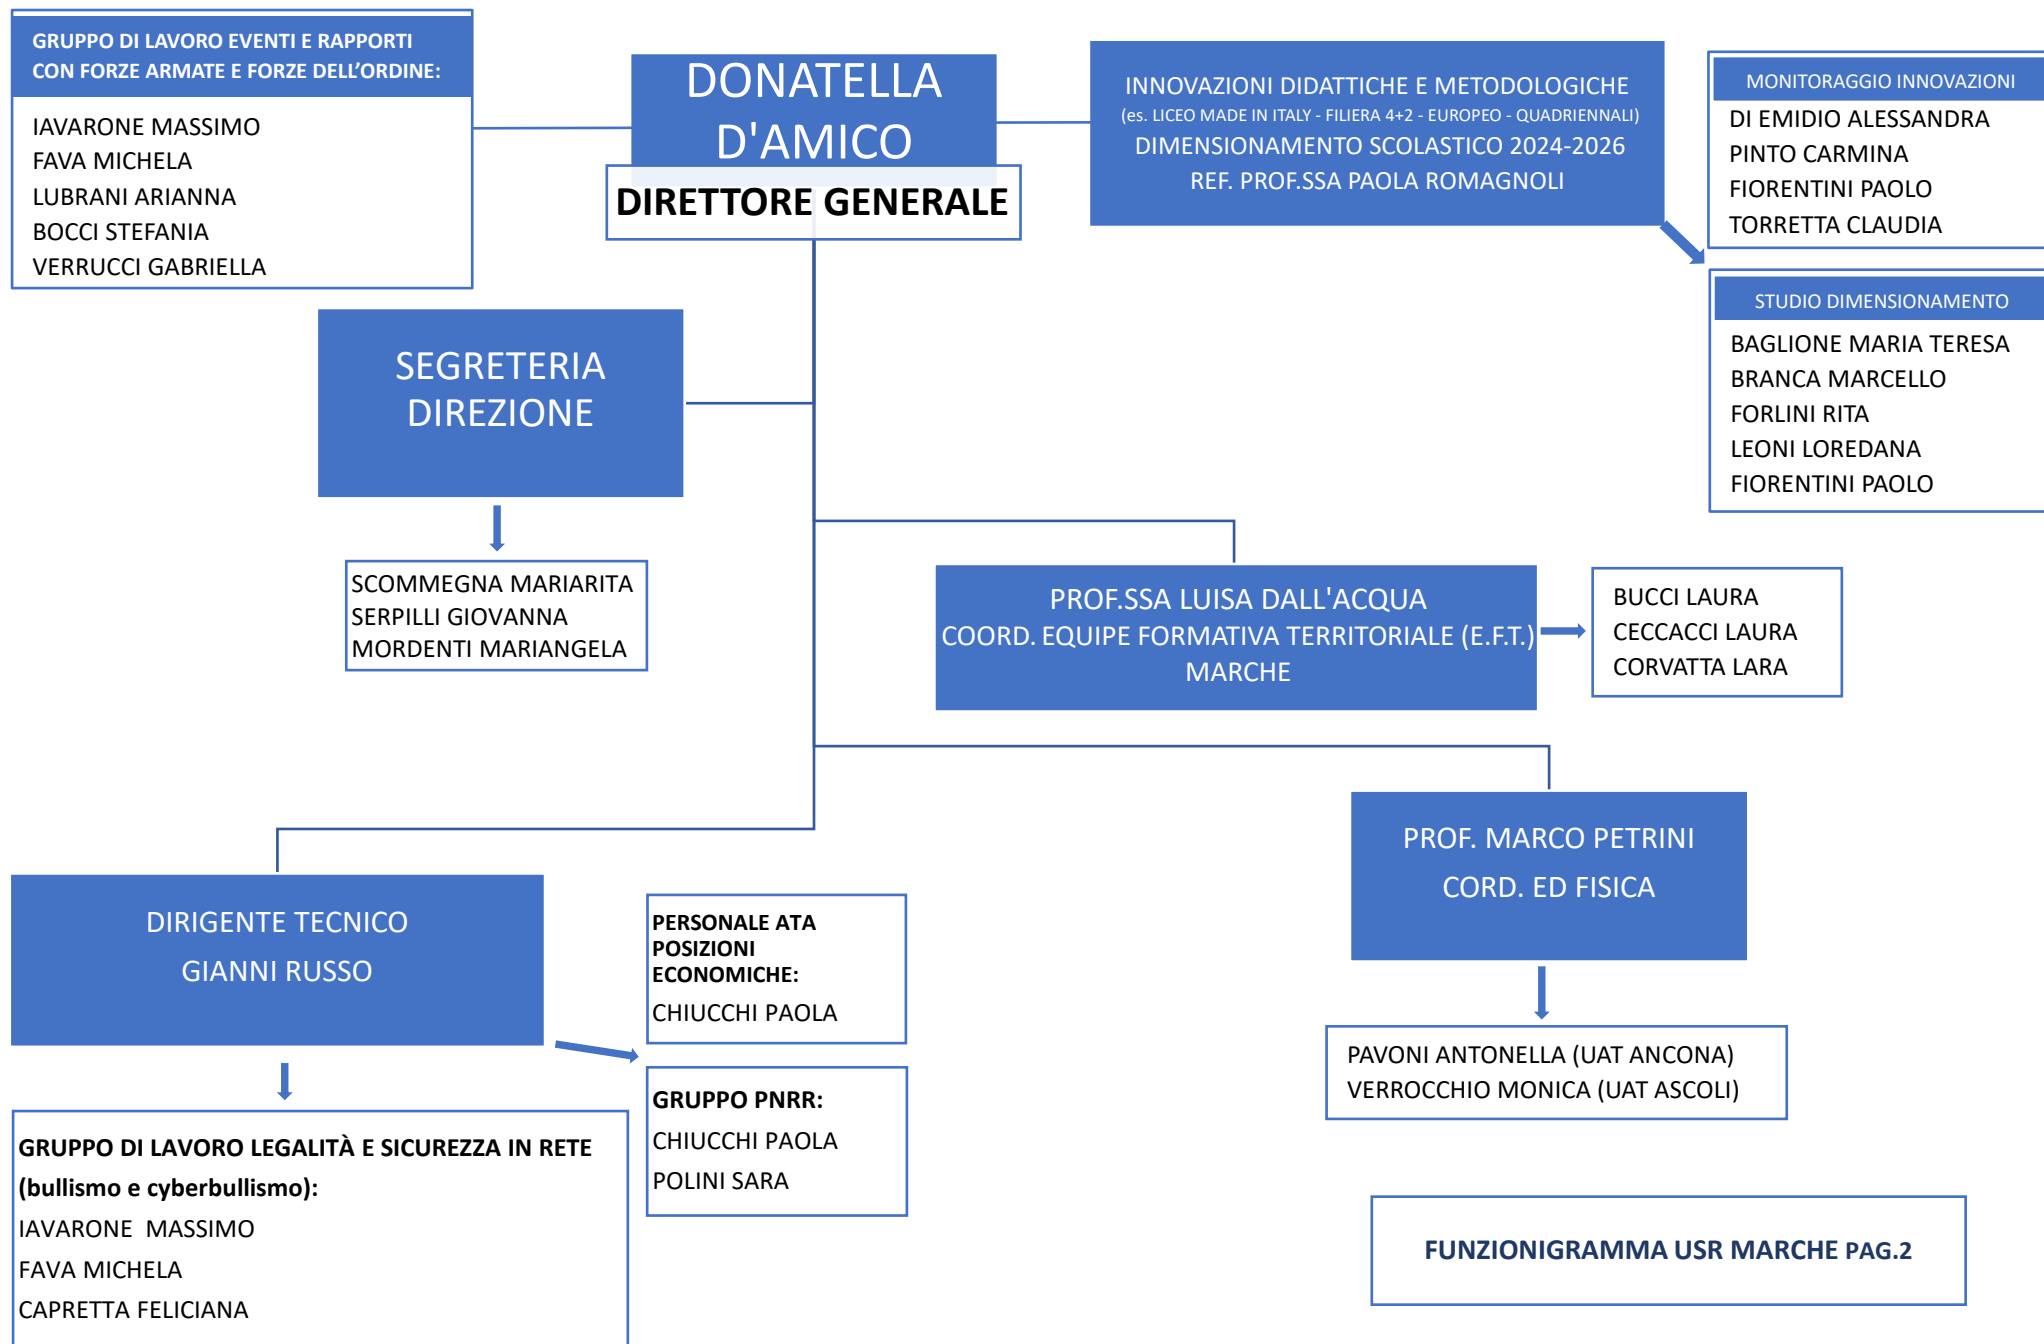 GRUPPO DI LAVORO EVENTI E RAPPORTI
CON FORZE ARMATE E FORZE DELL'ORDINE:
IAVARONE MASSIMO
FAVA MICHELA
LUBRANI ARIANNA
BOCCI STEFANIA
VERRUCCI GABRIELLA
DONATELLA
D'AMICO
DIRETTORE GENERALE
INNOVAZIONI DIDATTICHE E METODOLOGICHE
(es. LICEO MADE IN ITALY - FILIERA 4+2 - EUROPEO - QUADRIENNALI)
DIMENSIONAMENTO SCOLASTICO 2024-2026
REF. PROF.SSA PAOLA ROMAGNOLI
MONITORAGGIO INNOVAZIONI
DI EMIDIO ALESSANDRA
PINTO CARMINA
FIORENTINI PAOLO
TORRETTA CLAUDIA
STUDIO DIMENSIONAMENTO
BAGLIONE MARIA TERESA
BRANCA MARCELLO
FORLINI RITA
LEONI LOREDANA
FIORENTINI PAOLO
SEGRETERIA
DIREZIONE
SCOMMEGNA MARIARITA
SERPILLI GIOVANNA
MORDENTI MARIANGELA
PROF.SSA LUISA DALL'ACQUA
COORD. EQUIPE FORMATIVA TERRITORIALE (E.F.T.)
MARCHE
BUCCI LAURA
CECCACCI LAURA
CORVATTA LARA
PROF. MARCO PETRINI
CORD. ED FISICA
PAVONI ANTONELLA (UAT ANCONA)
VERROCCHIO MONICA (UAT ASCOLI)
DIRIGENTE TECNICO
GIANNI RUSSO
PERSONALE ATA
POSIZIONI
ECONOMICHE:
CHIUCCHI PAOLA
GRUPPO PNRR:
CHIUCCHI PAOLA
POLINI SARA
GRUPPO DI LAVORO LEGALITÀ E SICUREZZA IN RETE
(bullismo e cyberbullismo):
IAVARONE  MASSIMO
FAVA MICHELA
CAPRETTA FELICIANA
FUNZIONIGRAMMA USR MARCHE PAG.2